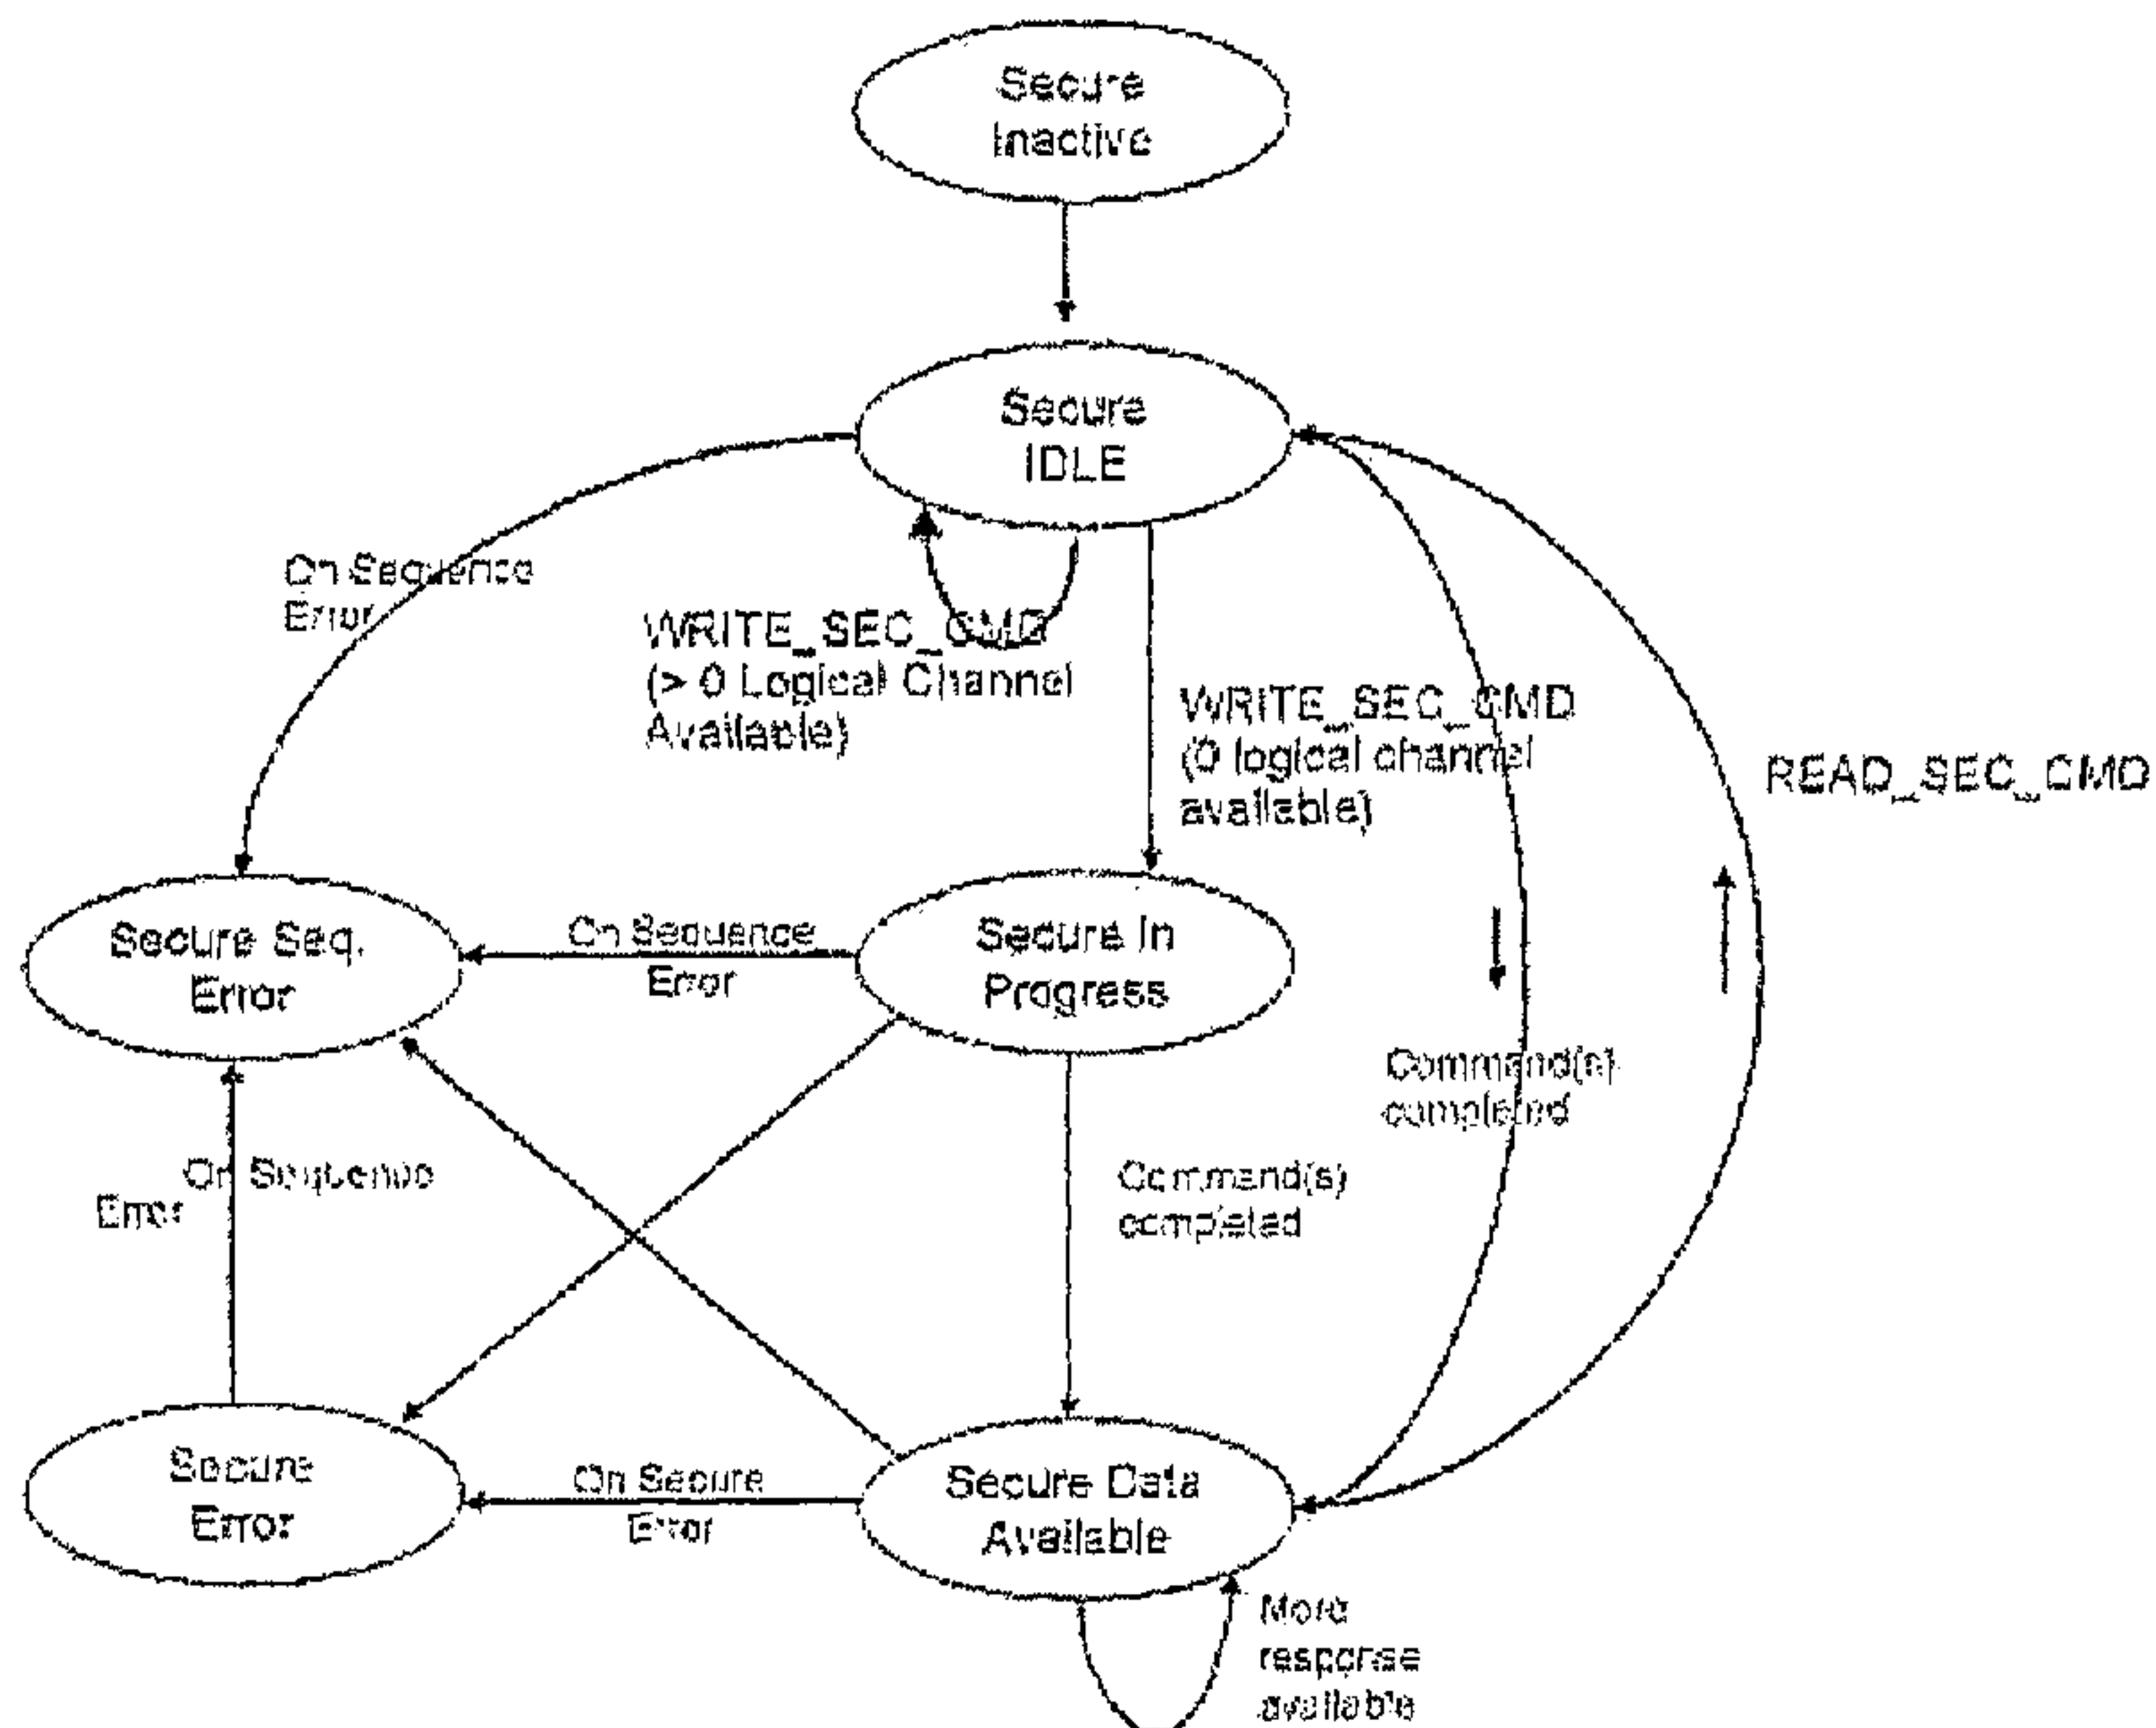 Secure
Inactive
Secure
IDLE
On Sequence
Error
WRITE_SEC_CMD
(> 0 Logical Channel
Available)
WRITE_SEC_CMD
(0 logical channel
available)
READ_SEC_CMD
Secure Seq.
Error
On Sequence
Error
Secure In
Progress
Command(s)
completed
On Sequence
Error
Command(s)
completed
Secure
Error
On Secure
Error
Secure Data
Available
More
response
available